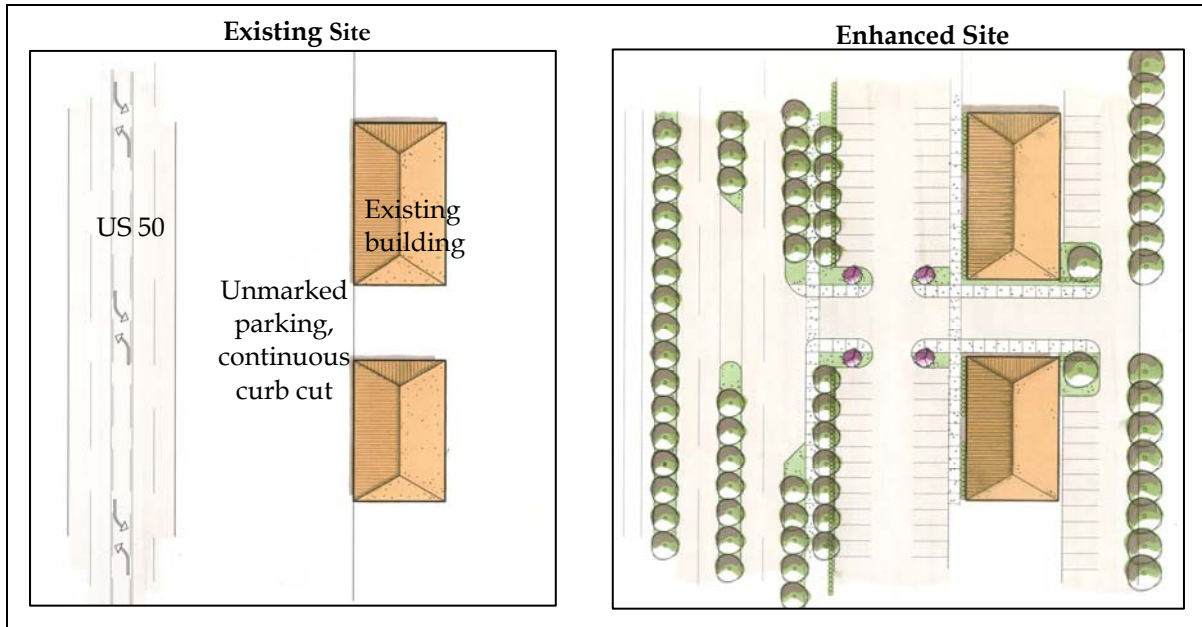 Existing Site
Enhanced Site
US 50
Existing
building
Unmarked
parking,
continuous
curb cut